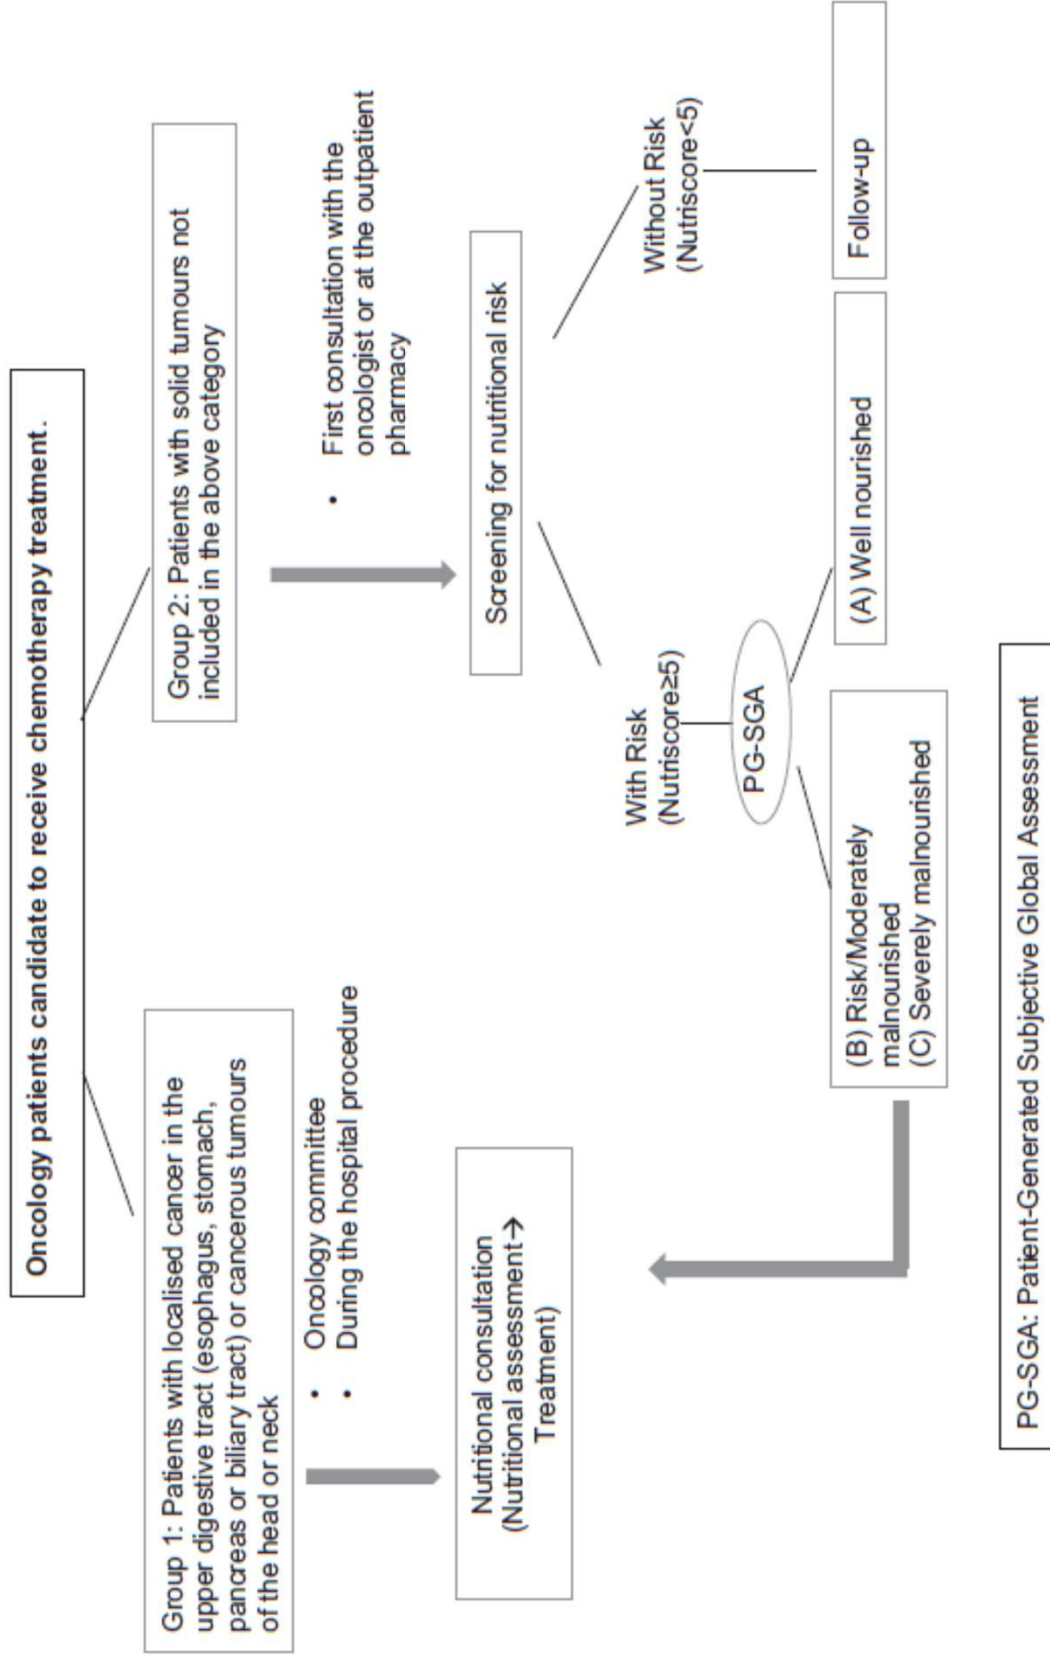 Oncology patients candidate to receive chemotherapy treatment.
Group 1: Patients with localised cancer in the
upper digestive tract (esophagus, stomach,
pancreas or biliary tract) or cancerous tumours
of the head or neck
• Oncology committee
• During the hospital procedure
Nutritional consultation
(Nutritional assessment→
Treatment)
Group 2: Patients with solid tumours not
included in the above category
• First consultation with the
oncologist or at the outpatient
pharmacy
Screening for nutritional risk
With Risk
(Nutriscore≥5)
Without Risk
(Nutriscore<5)
PG-SGA
(B) Risk/Moderately
malnourished
(C) Severely malnourished
(A) Well nourished
Follow-up
PG-SGA: Patient-Generated Subjective Global Assessment